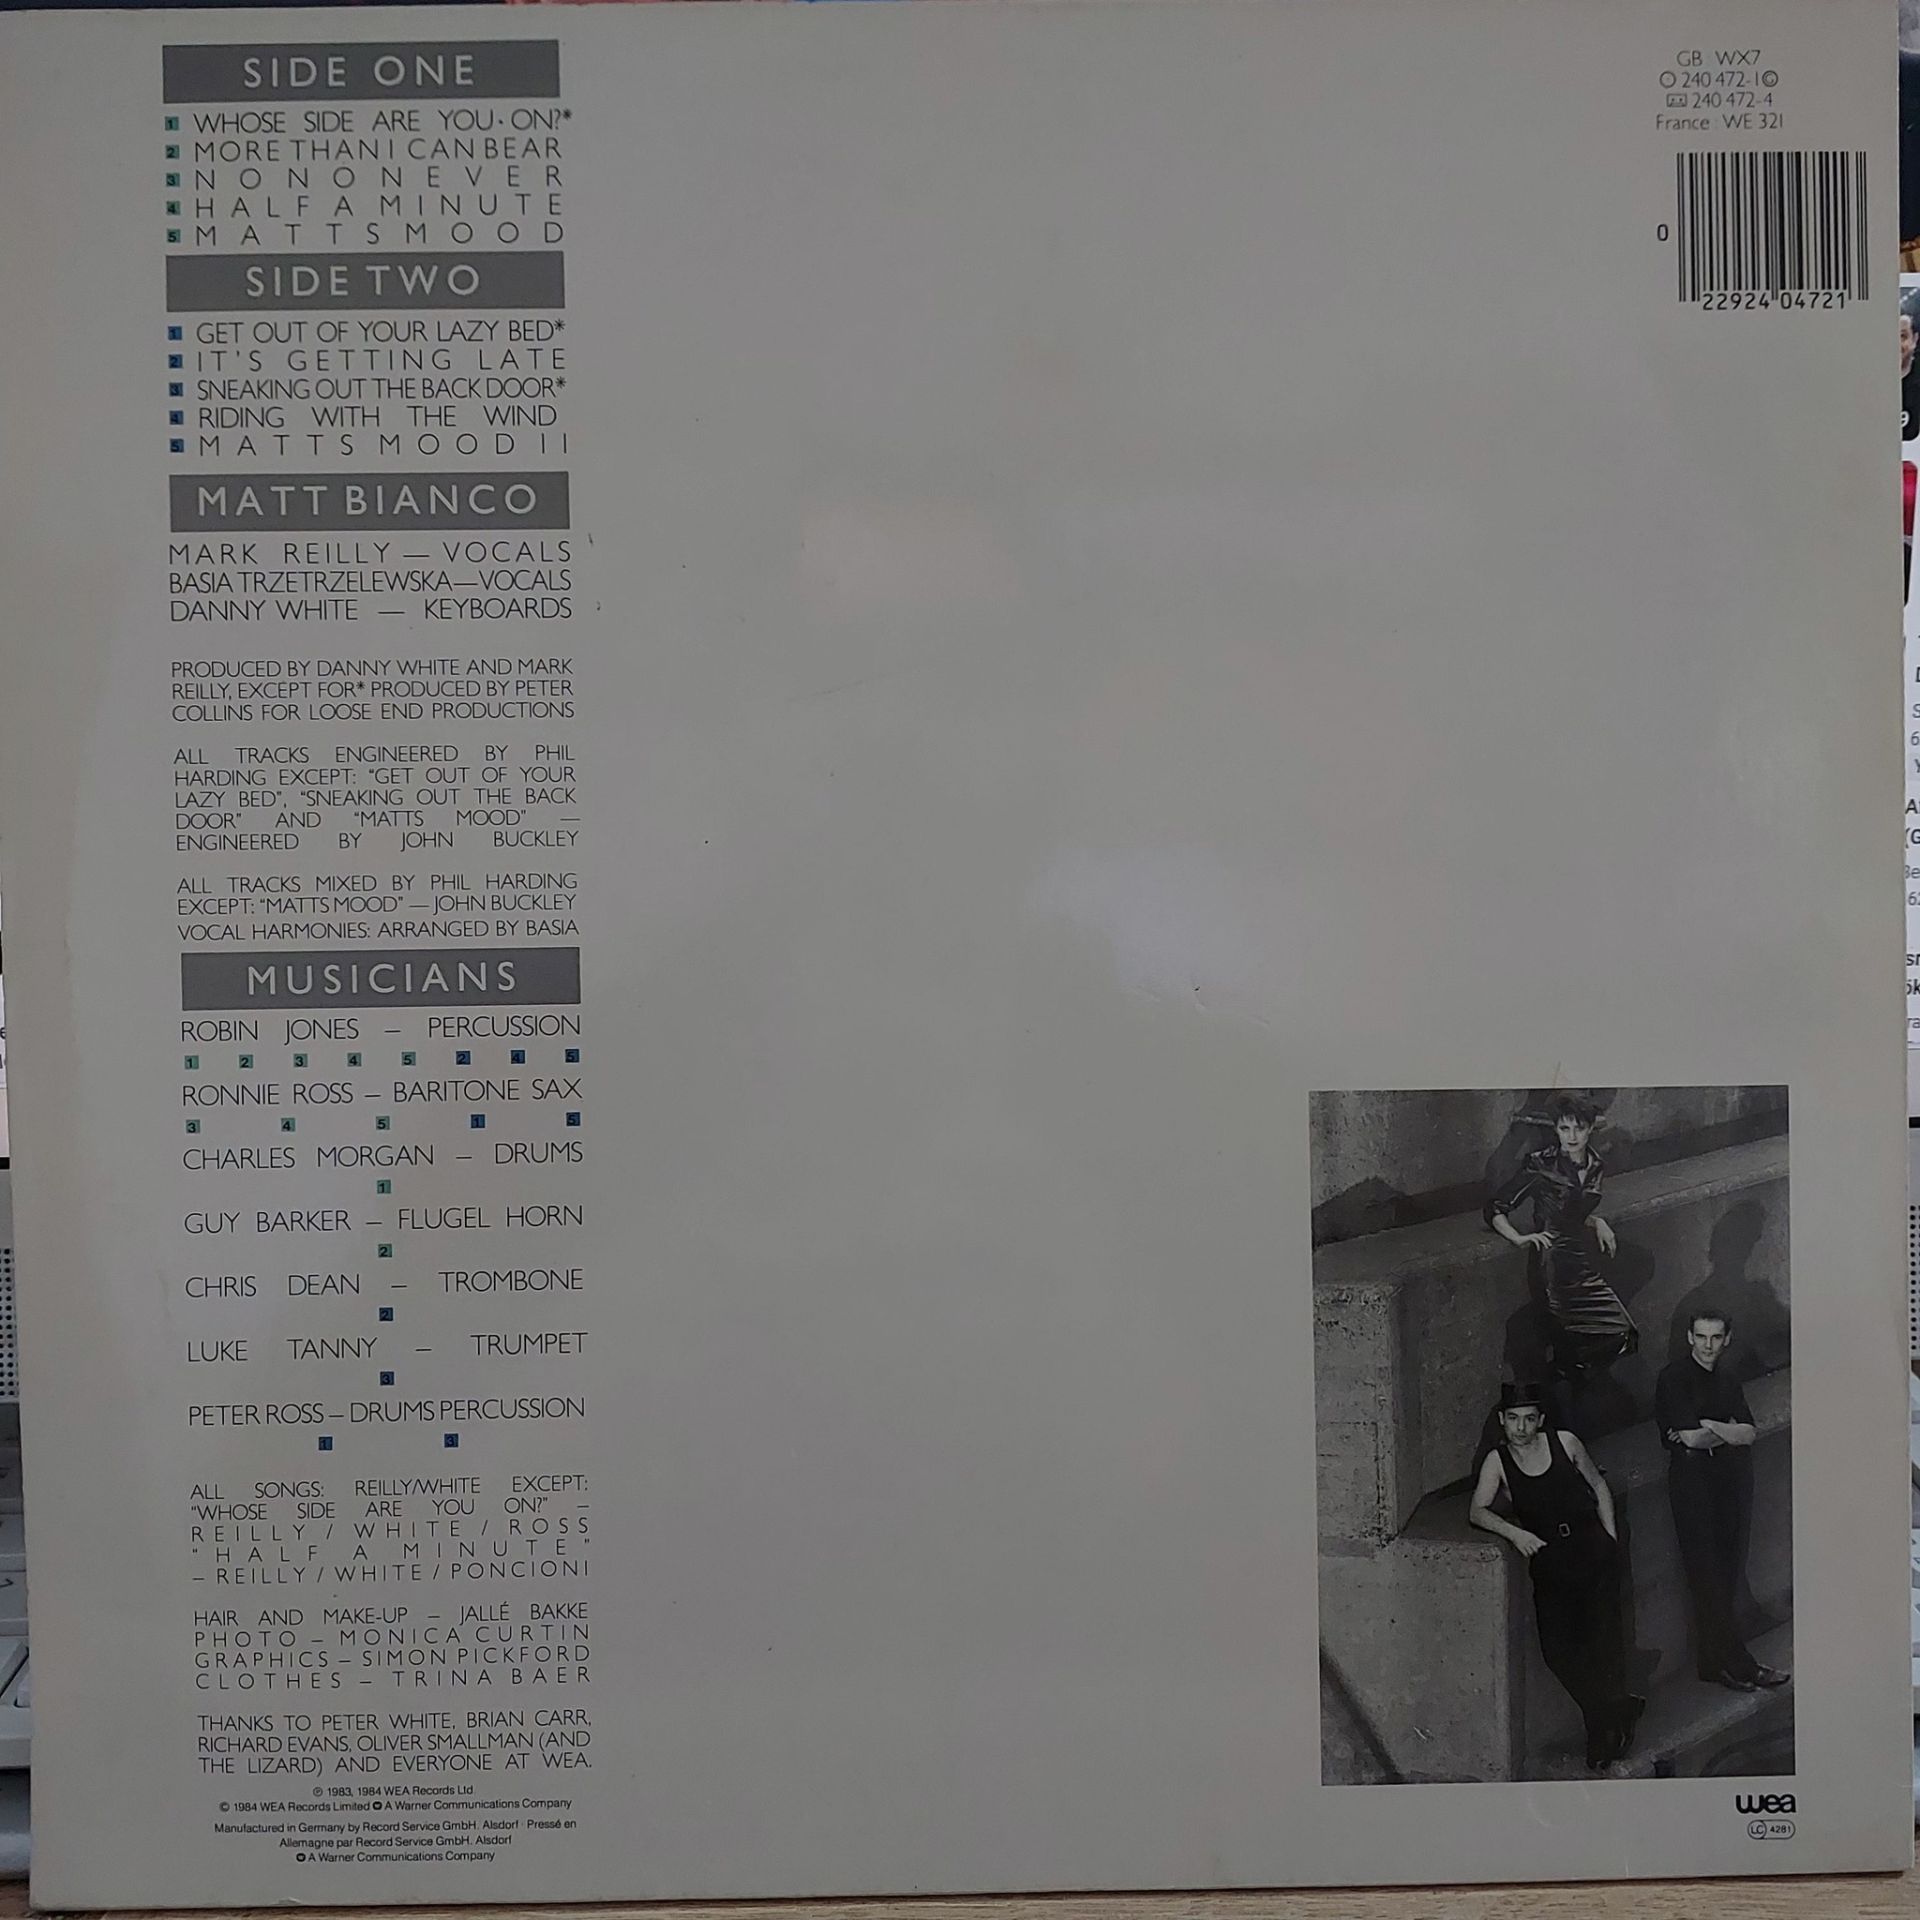 SIDE ONE
1 WHOSE SIDE ARE YOU · ON?*
2 MORE THAN I CAN BEAR
3 NO NO NEVER
4 HALF A MINUTE
5 MATTS MOOD
SIDE TWO
1 GET OUT OF YOUR LAZY BED*
2 IT'S GETTING LATE
3 SNEAKING OUT THE BACK DOOR*
4 RIDING WITH THE WIND
5 MATTS MOOD II
MATT BIANCO
MARK REILLY — VOCALS
BASIA TRZETRZELEWSKA — VOCALS
DANNY WHITE — KEYBOARDS
PRODUCED BY DANNY WHITE AND MARK
REILLY, EXCEPT FOR* PRODUCED BY PETER
COLLINS FOR LOOSE END PRODUCTIONS
ALL TRACKS ENGINEERED BY PHIL
HARDING EXCEPT: "GET OUT OF YOUR
LAZY BED", "SNEAKING OUT THE BACK
DOOR" AND "MATTS MOOD" —
ENGINEERED BY JOHN BUCKLEY
ALL TRACKS MIXED BY PHIL HARDING
EXCEPT: "MATTS MOOD" — JOHN BUCKLEY
VOCAL HARMONIES: ARRANGED BY BASIA
MUSICIANS
ROBIN JONES – PERCUSSION
1 2 3 4 5 2 4 5
RONNIE ROSS – BARITONE SAX
3 4 5 1 5
CHARLES MORGAN – DRUMS
1
GUY BARKER – FLUGEL HORN
2
CHRIS DEAN – TROMBONE
2
LUKE TANNY – TRUMPET
3
PETER ROSS – DRUMS PERCUSSION
1 3
ALL SONGS: REILLY/WHITE EXCEPT:
"WHOSE SIDE ARE YOU ON?" –
REILLY / WHITE / ROSS
"HALF A MINUTE"
– REILLY / WHITE / PONCIONI
HAIR AND MAKE-UP – JALLÉ BAKKE
PHOTO – MONICA CURTIN
GRAPHICS – SIMON PICKFORD
CLOTHES – TRINA BAER
THANKS TO PETER WHITE, BRIAN CARR,
RICHARD EVANS, OLIVER SMALLMAN (AND
THE LIZARD) AND EVERYONE AT WEA.
℗ 1983, 1984 WEA Records Ltd
© 1984 WEA Records Limited A Warner Communications Company
Manufactured in Germany by Record Service GmbH. Alsdorf · Pressé en
Allemagne par Record Service GmbH. Alsdorf
A Warner Communications Company
GB: WX7
240 472-1 G
240 472-4
France: WE 321
0 22924 04721
wea
LC 4281